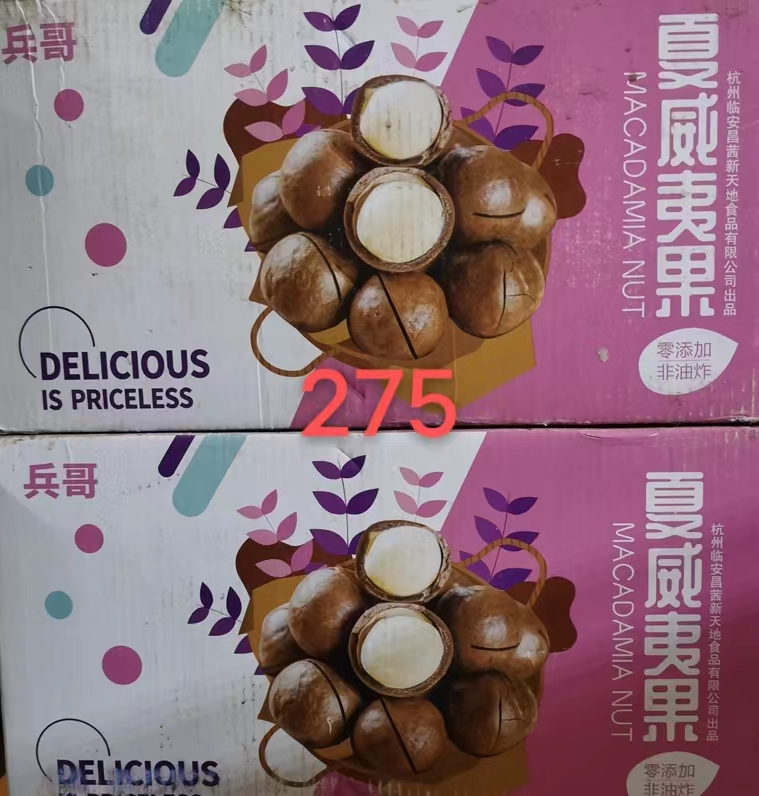 兵哥
夏威夷果
MACADAMIA NUT
杭州临安昌茜新天地食品有限公司出品
零添加
非油炸
DELICIOUS
IS PRICELESS
275
兵哥
夏威夷果
MACADAMIA NUT
杭州临安昌茜新天地食品有限公司出品
零添加
非油炸
DELICIOUS
IS PRICELESS